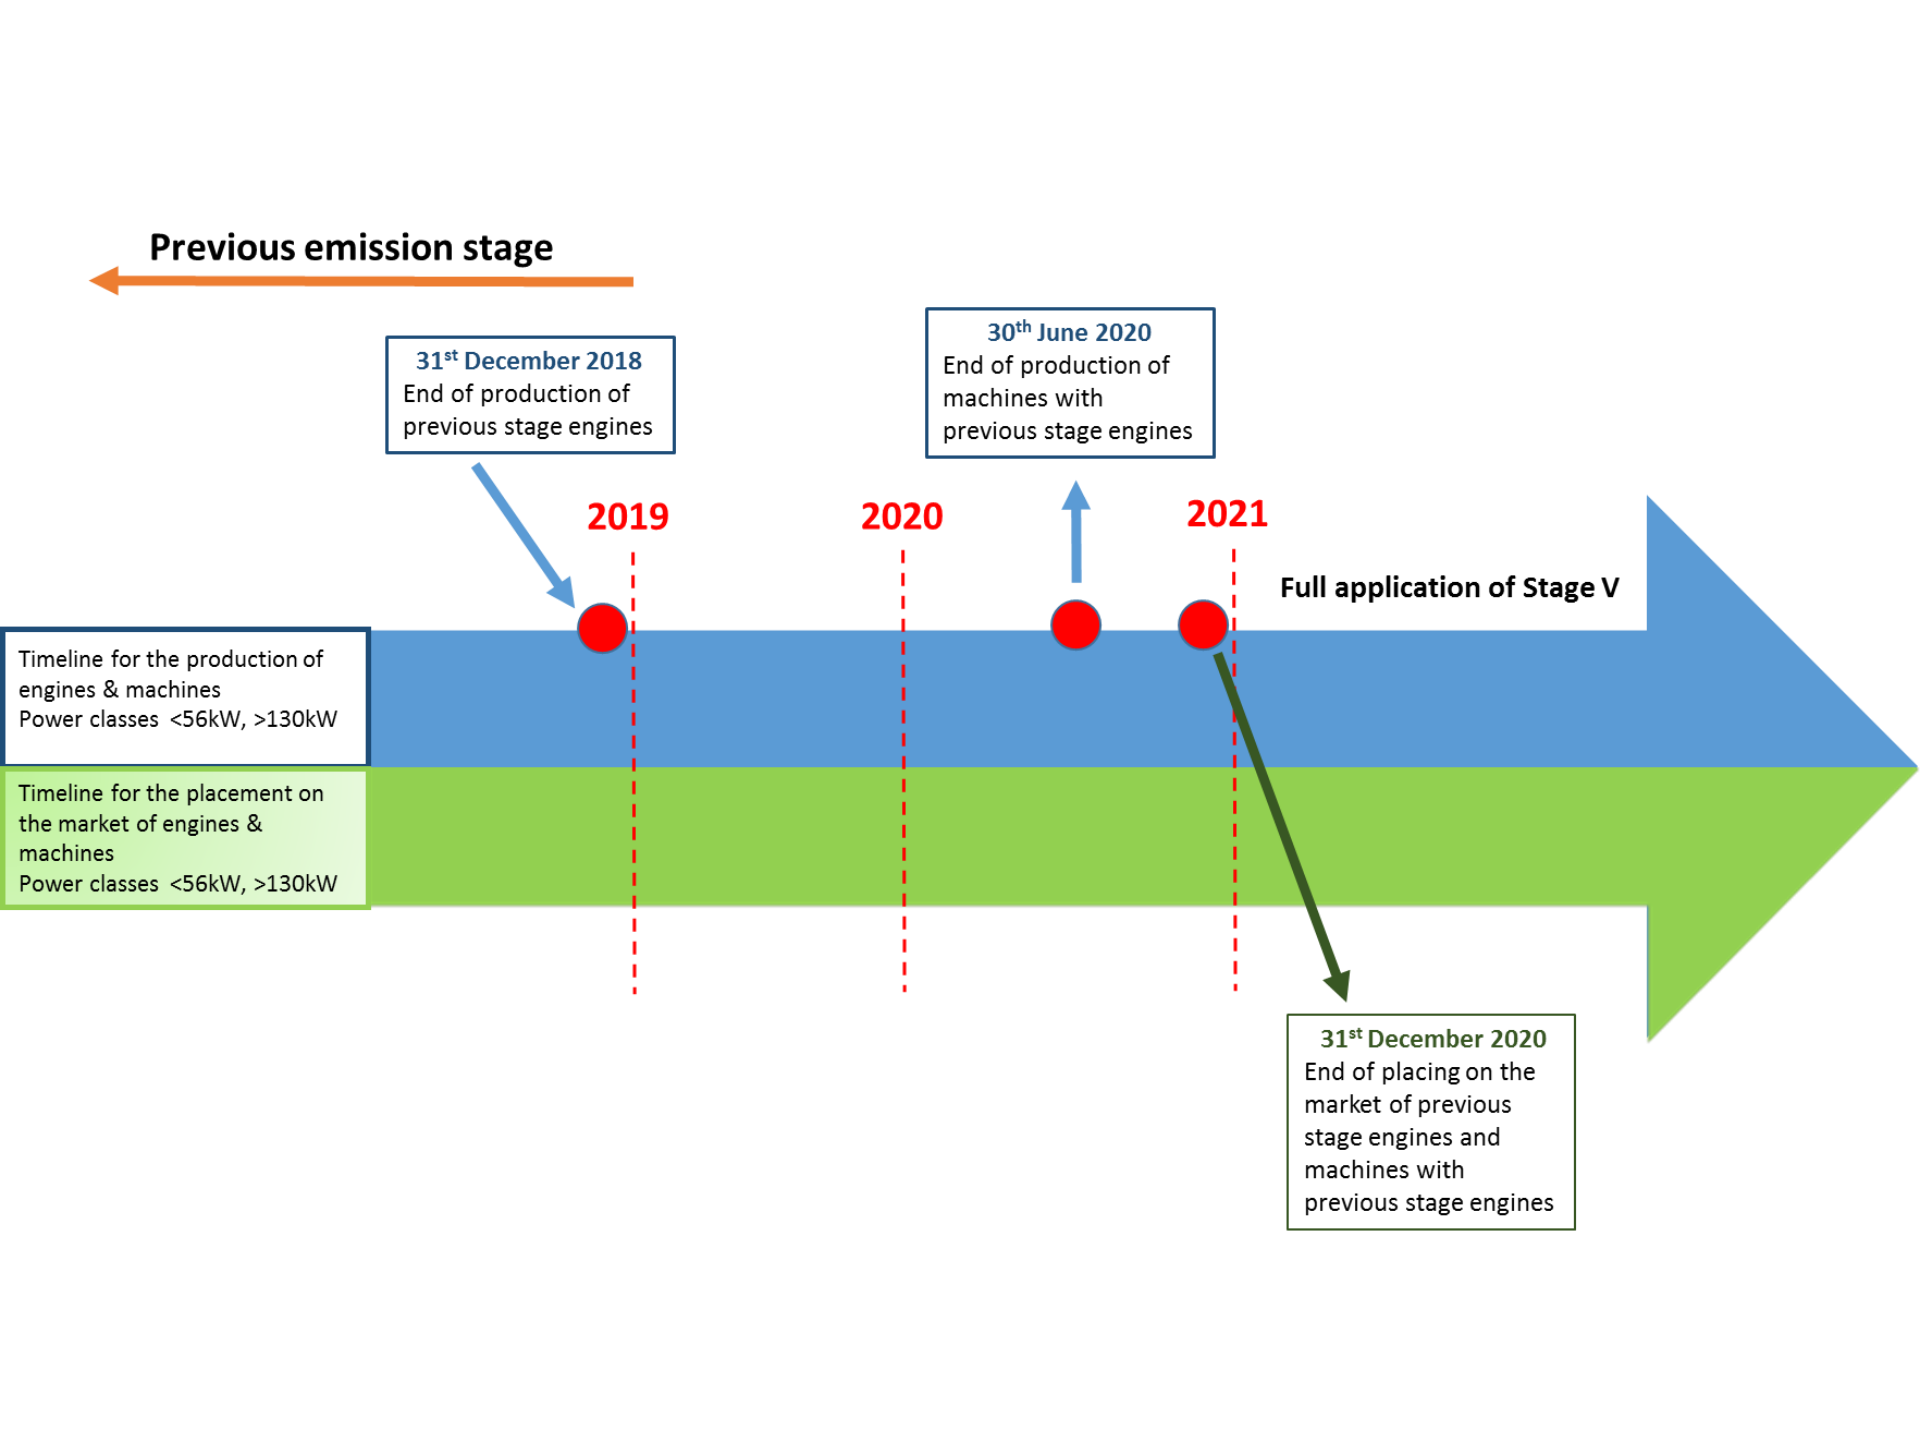 Previous emission stage
31st December 2018
End of production of
previous stage engines
30th June 2020
End of production of
machines with
previous stage engines
2019
2020
2021
Full application of Stage V
Timeline for the production of
engines & machines
Power classes <56kW, >130kW
Timeline for the placement on
the market of engines &
machines
Power classes <56kW, >130kW
31st December 2020
End of placing on the
market of previous
stage engines and
machines with
previous stage engines